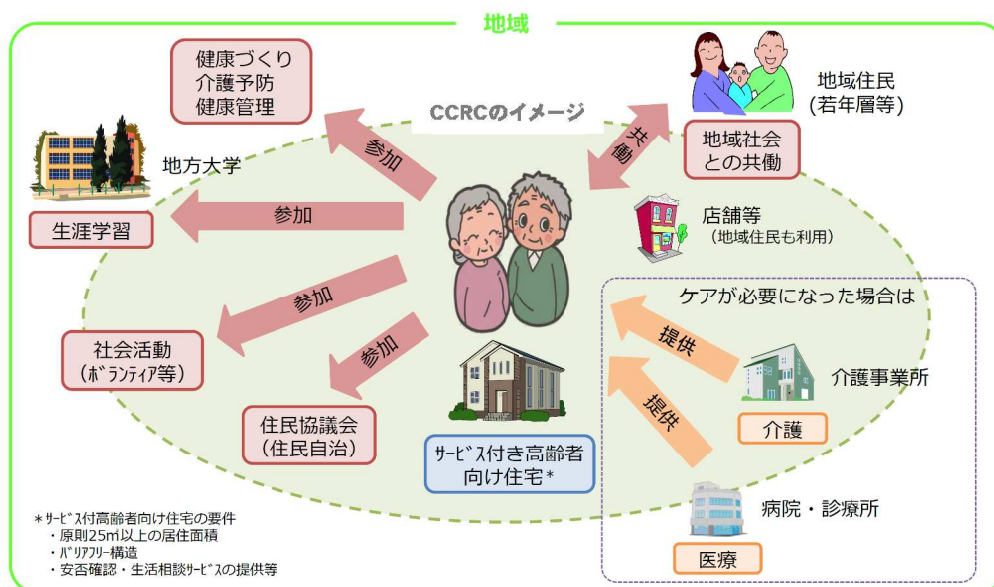 地域
健康づくり
介護予防
健康管理
CCRCのイメージ
地域住民
(若年層等)
共働
地域社会
との共働
参加
地方大学
生涯学習
参加
店舗等
（地域住民も利用）
参加
ケアが必要になった場合は
社会活動
(ﾎﾞﾗﾝﾃｨｱ等)
参加
提供
介護事業所
介護
住民協議会
(住民自治)
ｻｰﾋﾞｽ付き高齢者
向け住宅*
提供
病院・診療所
医療
*ｻｰﾋﾞｽ付高齢者向け住宅の要件
・原則25㎡以上の居住面積
・ﾊﾞﾘｱﾌﾘｰ構造
・安否確認・生活相談ｻｰﾋﾞｽの提供等